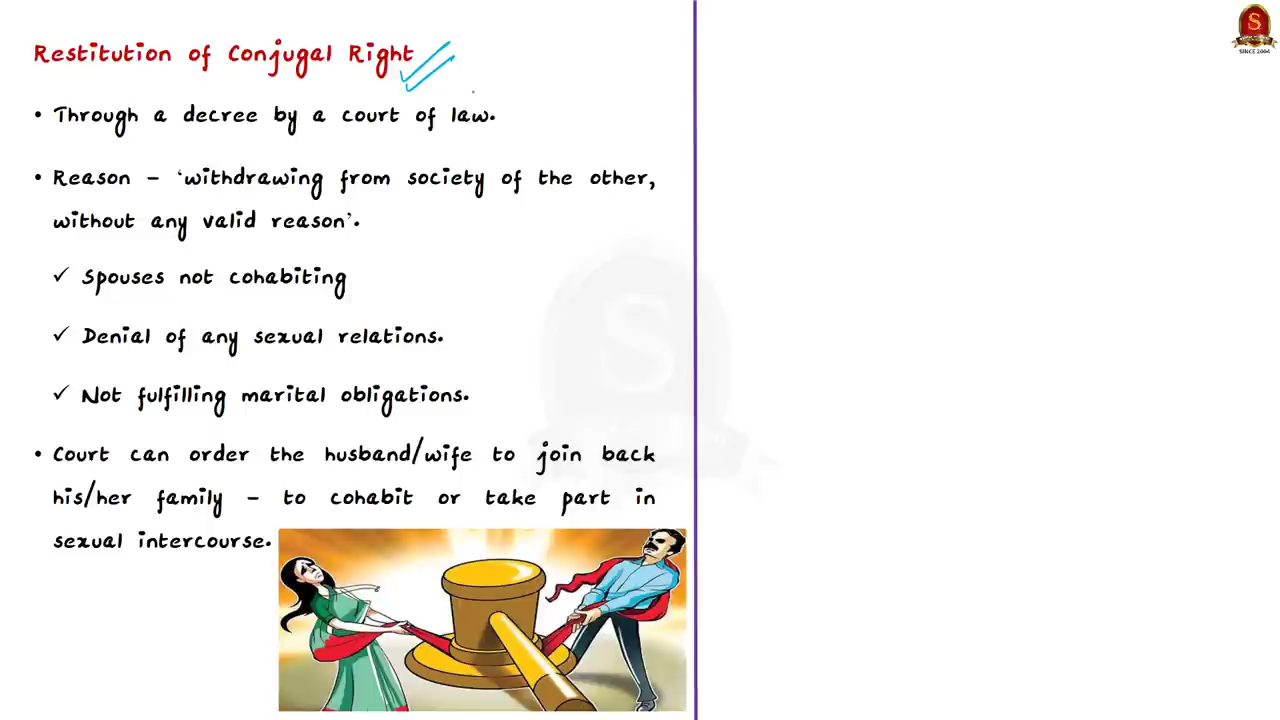 Restitution of Conjugal Right
• Through a decree by a court of law.
• Reason – 'withdrawing from society of the other,
without any valid reason'.
✓ Spouses not cohabiting
✓ Denial of any sexual relations.
✓ Not fulfilling marital obligations.
• Court can order the husband/wife to join back
his/her family – to cohabit or take part in
sexual intercourse.
S
SINCE 2004
S